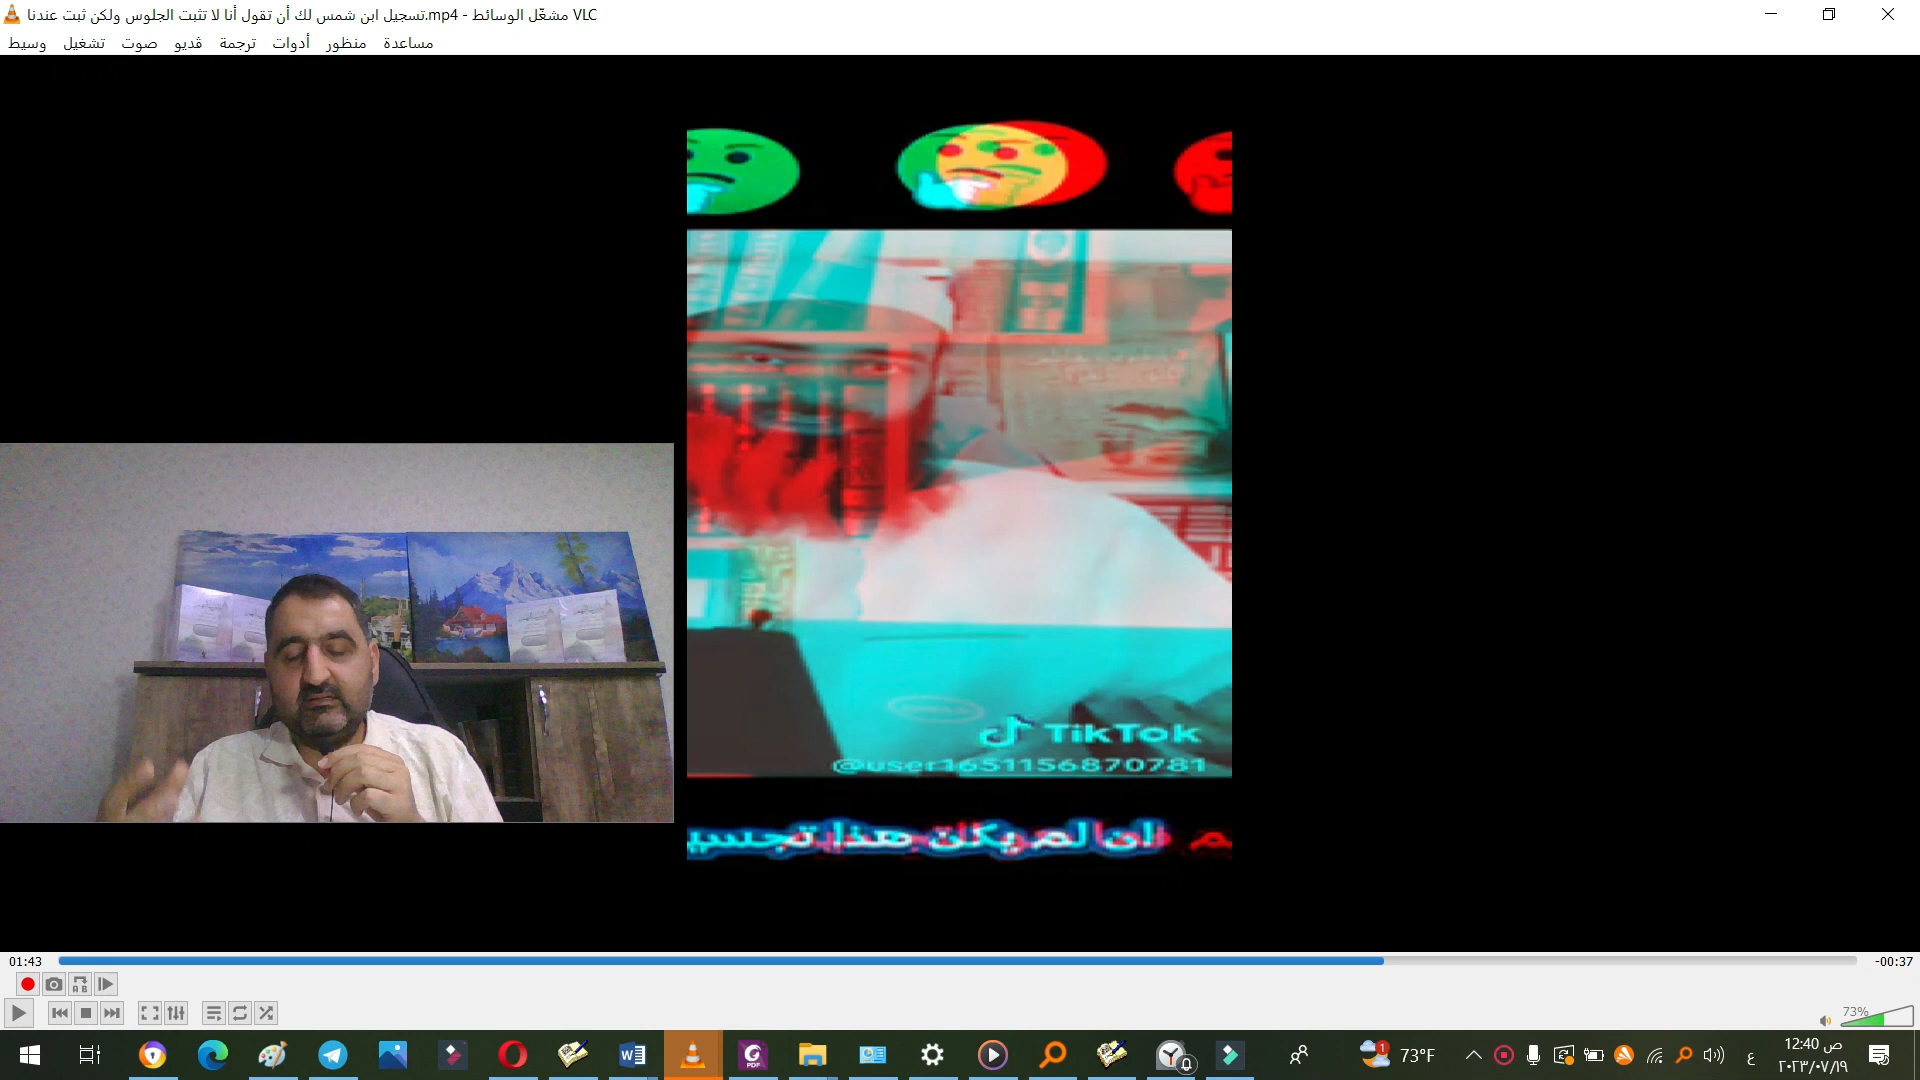 تسجيل ابن شمس لك أن تقول أنا لا تثبت الجلوس ولكن ثبت عندنا.mp4 - مشغّل الوسائط VLC
وسيط تشغيل صوت ڤديو ترجمة أدوات منظور مساعدة
TikTok
@user1651156870781
ان لم يكن هذا تجسي
01:43
-00:37
73%
73°F
ع
12:40 ص
٢٠٢٣/٠٧/١٩